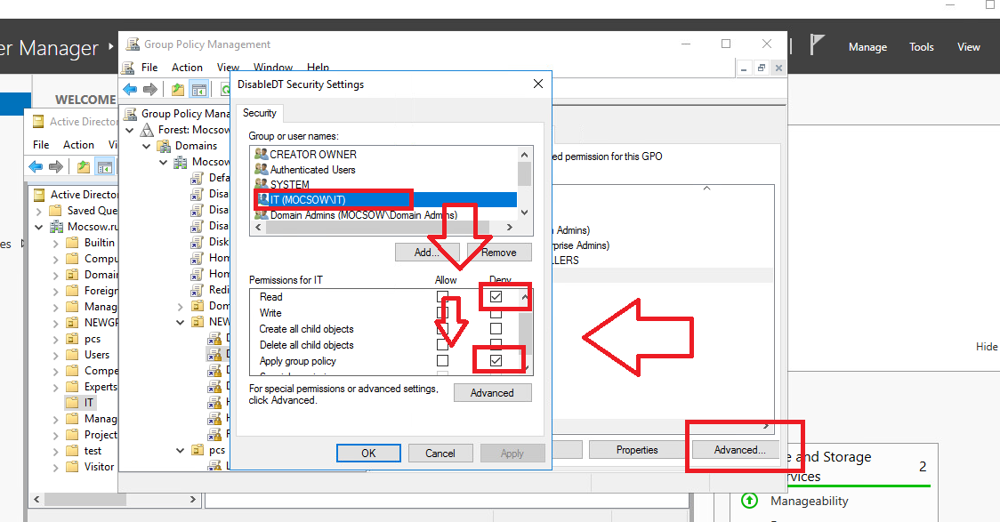 er Manager
Manage Tools View
Group Policy Management
File Action View Window Help
WELCOME
Active Director
File Action Vi
Active Director
Saved Que
Mocsow.ru
Builtin
Compu
Domain
Foreign
Manag
NEWGR
pcs
Users
Compe
Experts
IT
Manag
Project
test
Visitor
es
Group Policy Mana
Forest: Mocsow
Domains
Mocsow
Defa
Disa
Disa
Disa
Disk
Hom
Hom
Redi
Dom
NEW
pcs
DisableDT Security Settings
Security
Group or user names:
CREATOR OWNER
Authenticated Users
SYSTEM
IT (MOCSOW\IT)
Domain Admins (MOCSOW\Domain Admins)
Add... Remove
Permissions for IT Allow Deny
Read
Write
Create all child objects
Delete all child objects
Apply group policy
For special permissions or advanced settings,
click Advanced.
Advanced
OK Cancel Apply
ed permission for this GPO
Admins)
rprise Admins)
LLERS
Properties Advanced...
Hide
e and Storage
rvices
2
Manageability